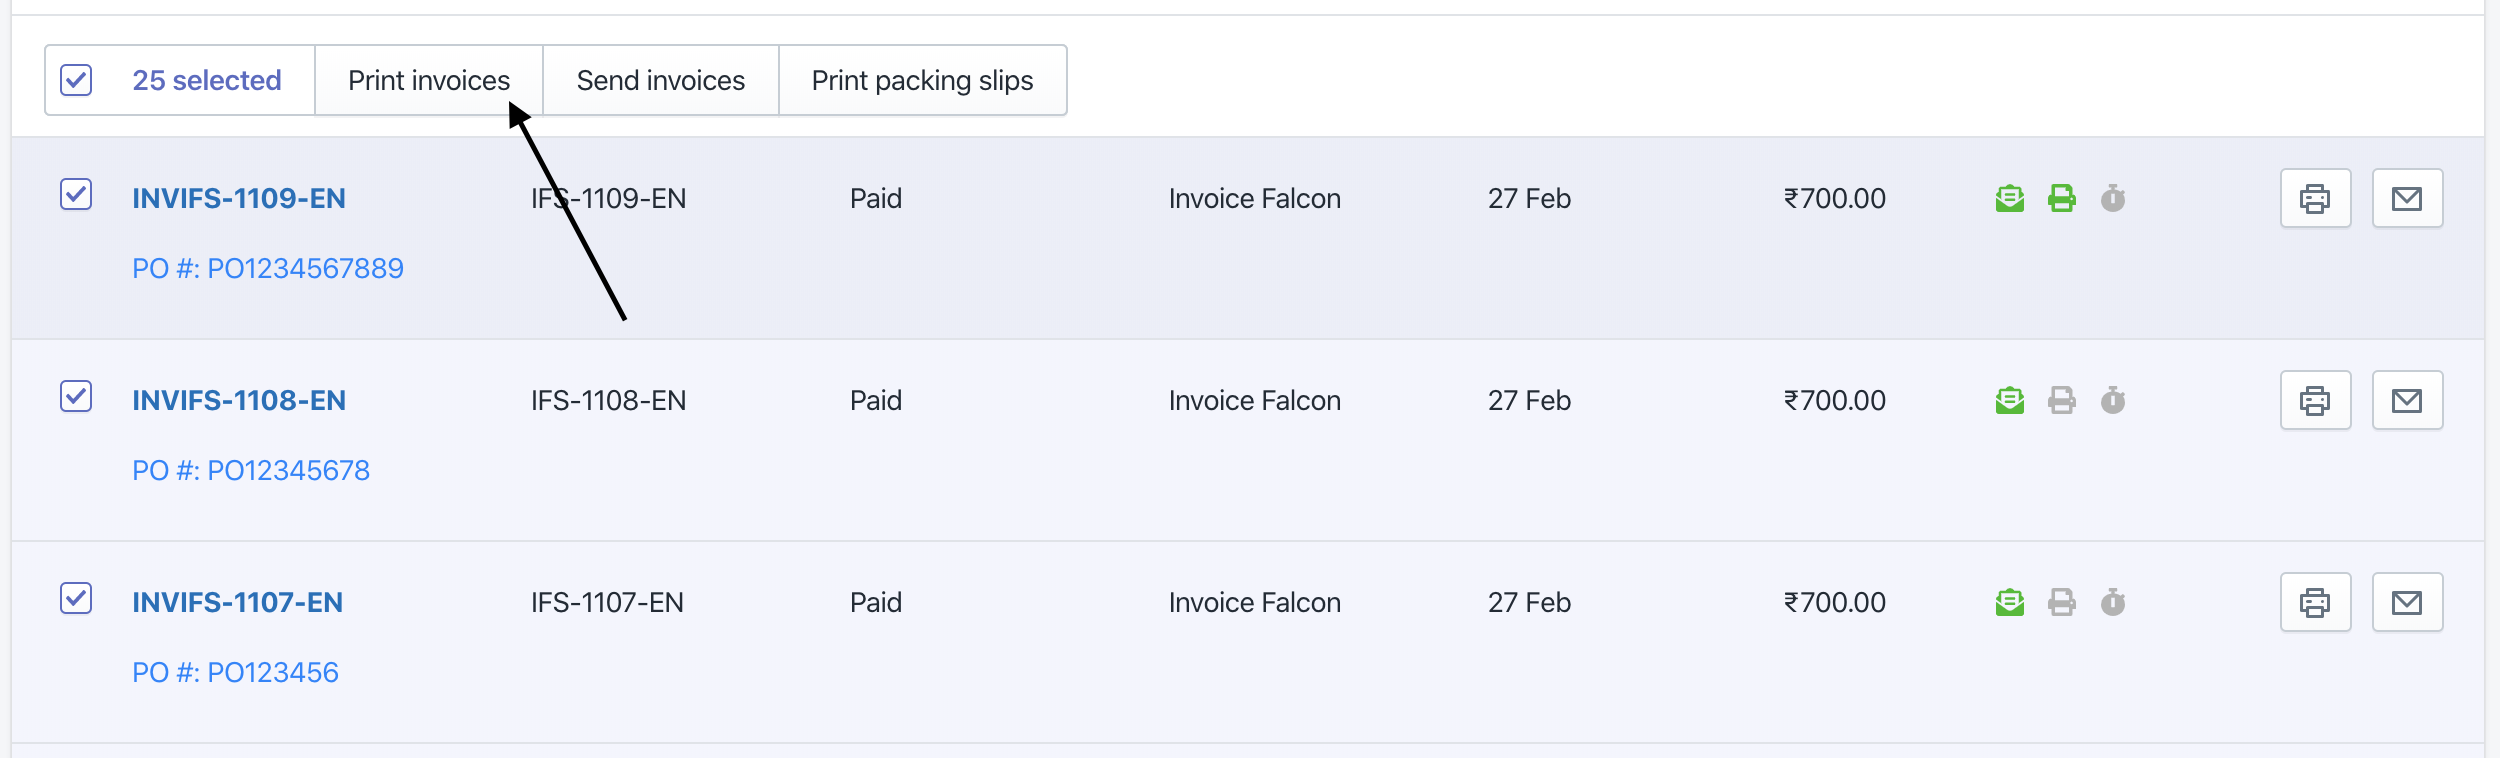 25 selected Print invoices Send invoices Print packing slips
INVIFS-1109-EN IFS-1109-EN Paid Invoice Falcon 27 Feb ₹700.00
PO #: PO1234567889
INVIFS-1108-EN IFS-1108-EN Paid Invoice Falcon 27 Feb ₹700.00
PO #: PO12345678
INVIFS-1107-EN IFS-1107-EN Paid Invoice Falcon 27 Feb ₹700.00
PO #: PO123456